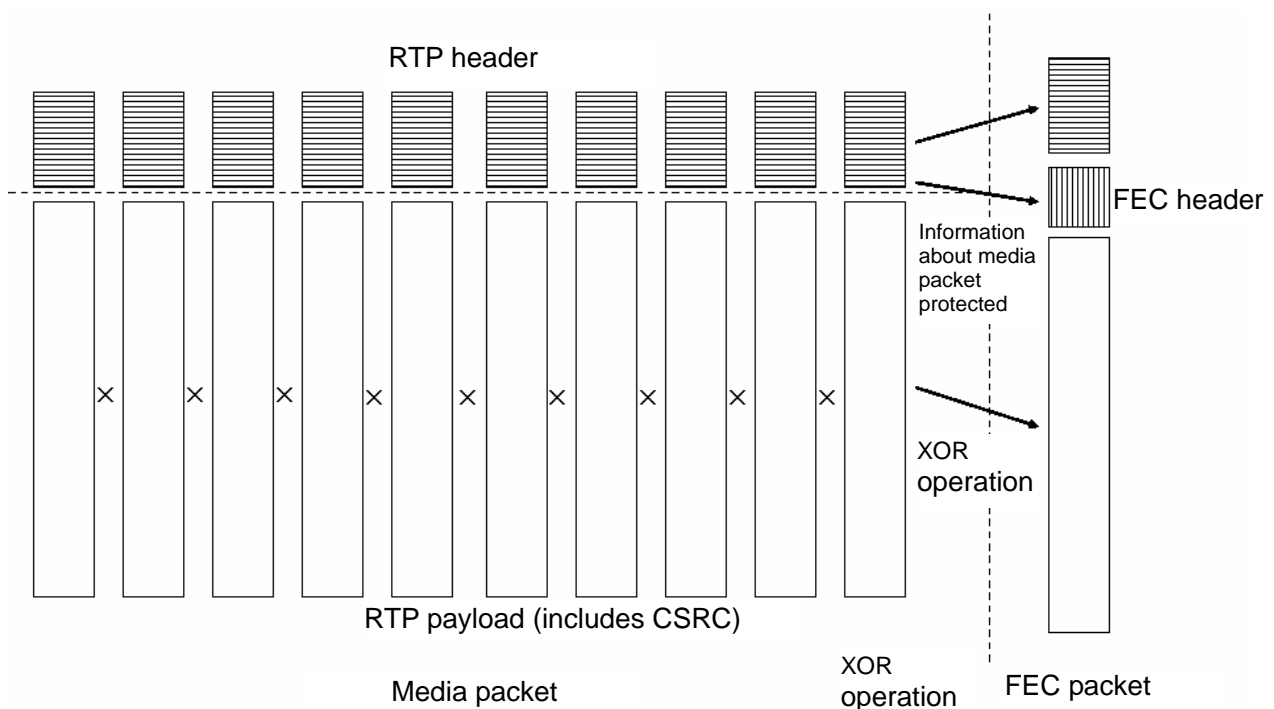 RTP header
FEC header
Information
about media
packet
protected
XOR
operation
RTP payload (includes CSRC)
Media packet
XOR
operation
FEC packet